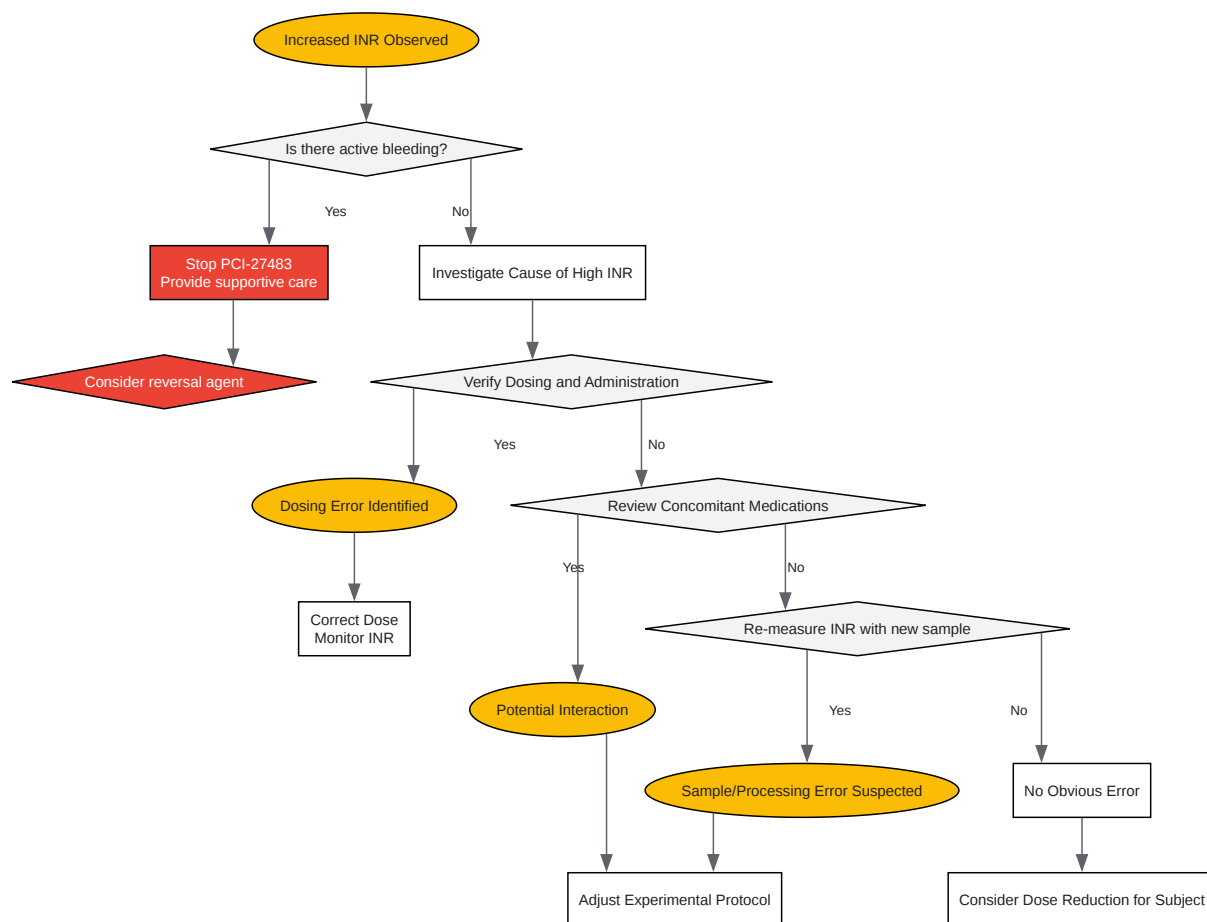 Increased INR Observed
Is there active bleeding?
Yes
No
Stop PCI-27483
Provide supportive care
Investigate Cause of High INR
Consider reversal agent
Verify Dosing and Administration
Yes
No
Dosing Error Identified
Review Concomitant Medications
Yes
No
Correct Dose
Monitor INR
Re-measure INR with new sample
Potential Interaction
Yes
No
Sample/Processing Error Suspected
No Obvious Error
Adjust Experimental Protocol
Consider Dose Reduction for Subject